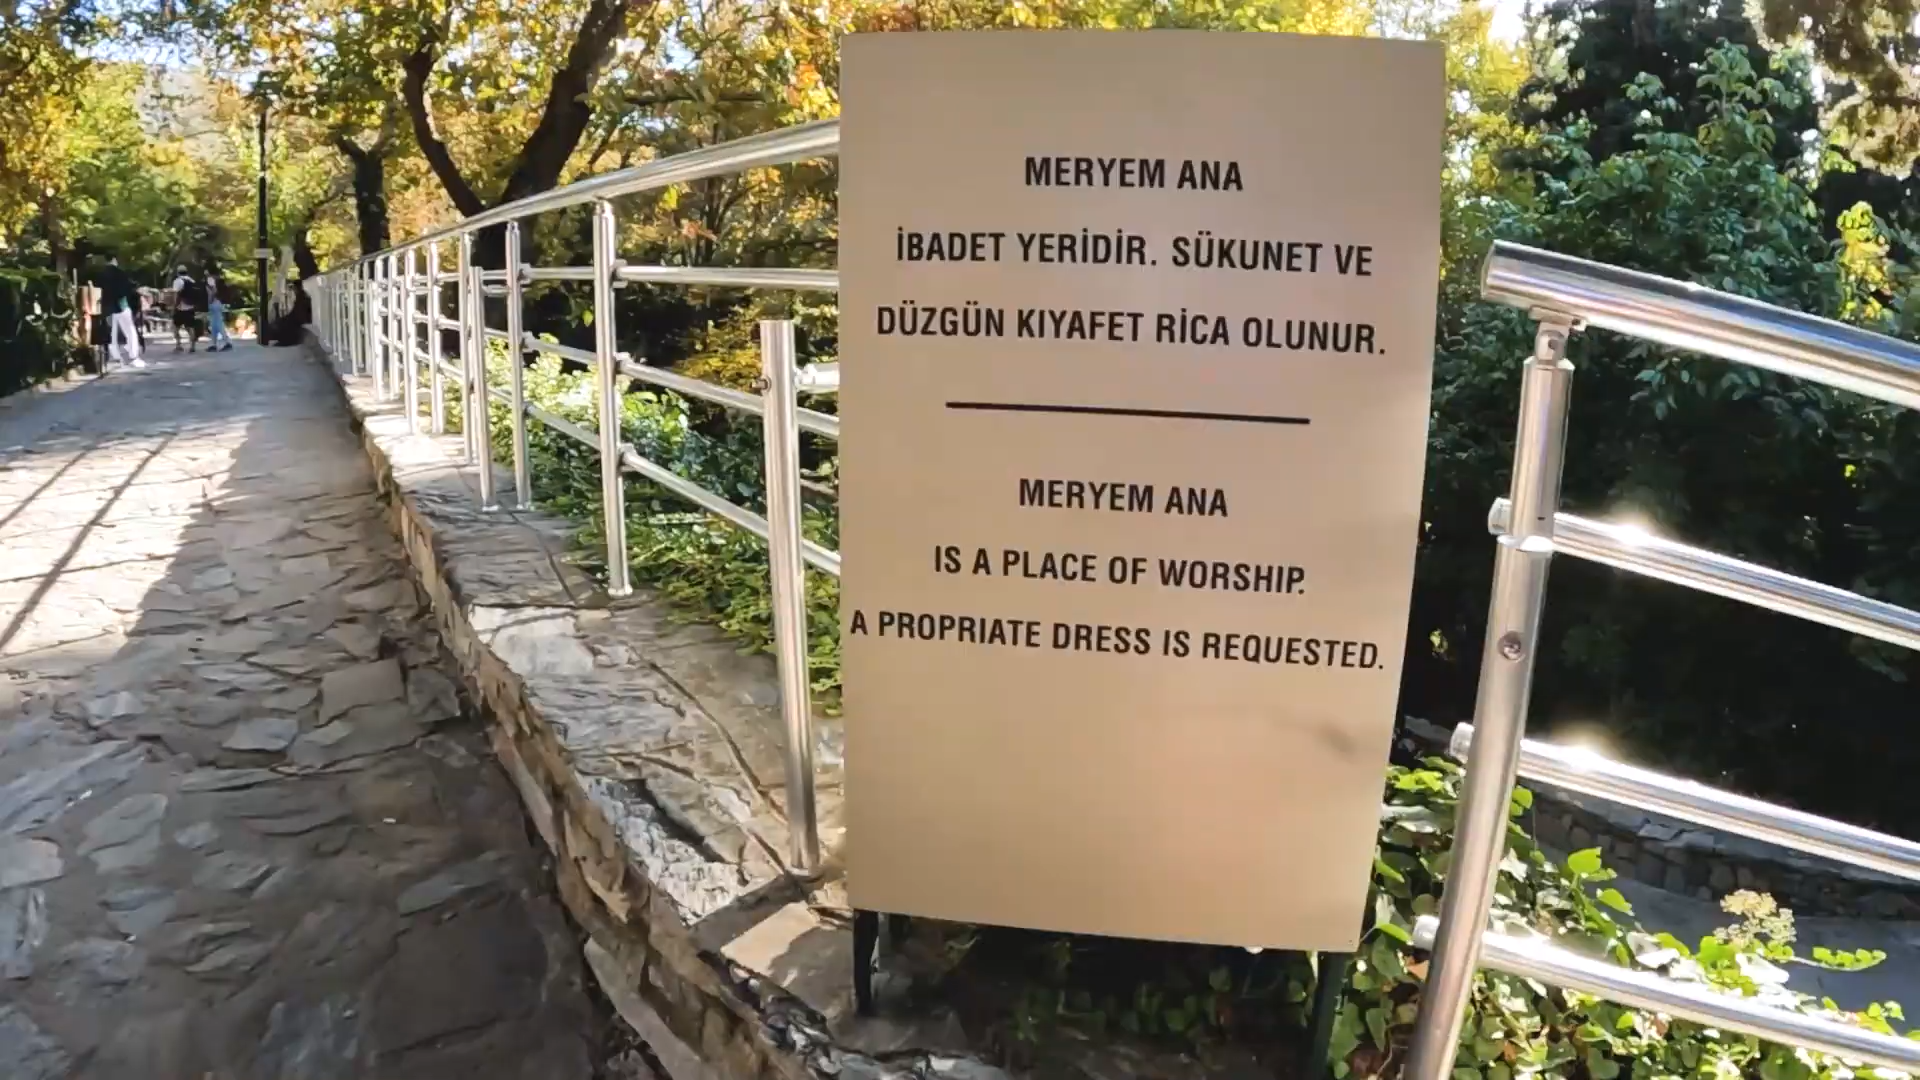 MERYEM ANA
İBADET YERİDİR. SÜKUNET VE
DÜZGÜN KIYAFET RİCA OLUNUR.
MERYEM ANA
IS A PLACE OF WORSHIP.
A PROPRIATE DRESS IS REQUESTED.